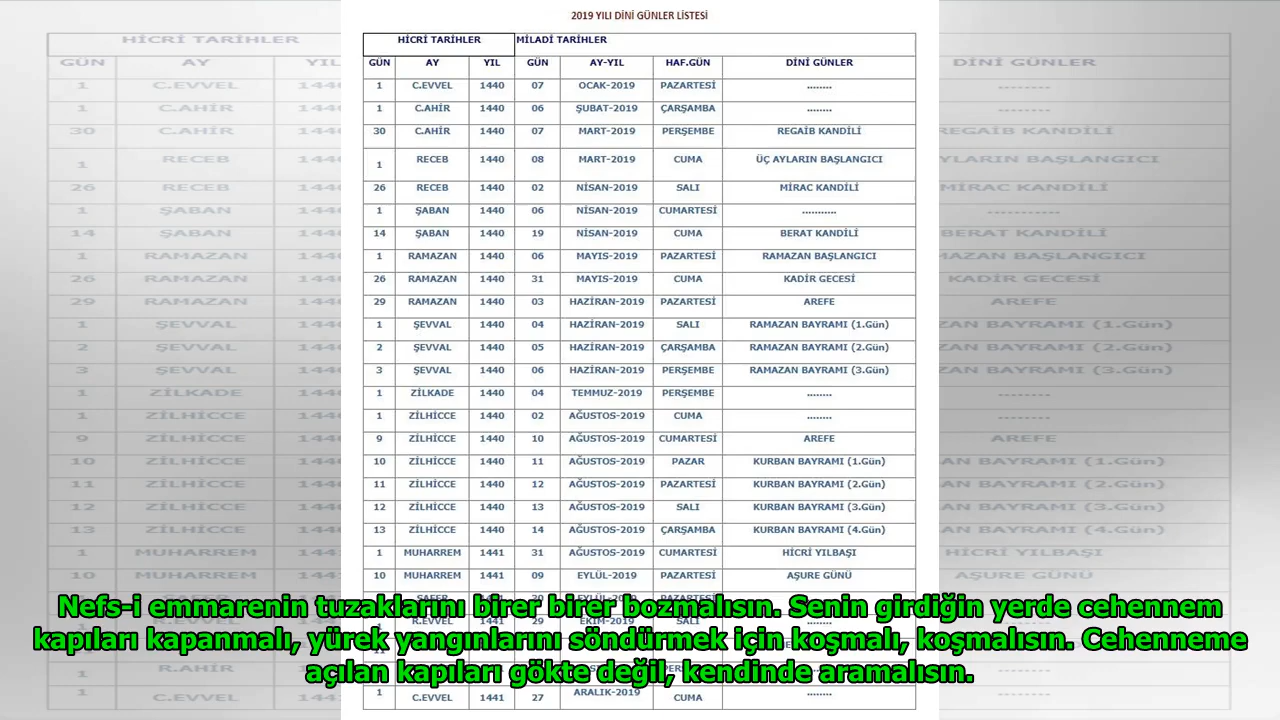 2019 YILI DİNİ GÜNLER LİSTESİ
HİCRİ TARİHLER MİLADİ TARİHLER
GÜN AY YIL GÜN AY-YIL HAF.GÜN DİNİ GÜNLER
1 C.EVVEL 1440 07 OCAK-2019 PAZARTESİ ........
1 C.AHİR 1440 06 ŞUBAT-2019 ÇARŞAMBA ........
30 C.AHİR 1440 07 MART-2019 PERŞEMBE REGAİB KANDİLİ
1 RECEB 1440 08 MART-2019 CUMA ÜÇ AYLARIN BAŞLANGICI
26 RECEB 1440 02 NİSAN-2019 SALI MİRAC KANDİLİ
1 ŞABAN 1440 06 NİSAN-2019 CUMARTESİ ...........
14 ŞABAN 1440 19 NİSAN-2019 CUMA BERAT KANDİLİ
1 RAMAZAN 1440 06 MAYIS-2019 PAZARTESİ RAMAZAN BAŞLANGICI
26 RAMAZAN 1440 31 MAYIS-2019 CUMA KADİR GECESİ
29 RAMAZAN 1440 03 HAZİRAN-2019 PAZARTESİ AREFE
1 ŞEVVAL 1440 04 HAZİRAN-2019 SALI RAMAZAN BAYRAMI (1.Gün)
2 ŞEVVAL 1440 05 HAZİRAN-2019 ÇARŞAMBA RAMAZAN BAYRAMI (2.Gün)
3 ŞEVVAL 1440 06 HAZİRAN-2019 PERŞEMBE RAMAZAN BAYRAMI (3.Gün)
1 ZİLKADE 1440 04 TEMMUZ-2019 PERŞEMBE ........
1 ZİLHİCCE 1440 02 AĞUSTOS-2019 CUMA ........
9 ZİLHİCCE 1440 10 AĞUSTOS-2019 CUMARTESİ AREFE
10 ZİLHİCCE 1440 11 AĞUSTOS-2019 PAZAR KURBAN BAYRAMI (1.Gün)
11 ZİLHİCCE 1440 12 AĞUSTOS-2019 PAZARTESİ KURBAN BAYRAMI (2.Gün)
12 ZİLHİCCE 1440 13 AĞUSTOS-2019 SALI KURBAN BAYRAMI (3.Gün)
13 ZİLHİCCE 1440 14 AĞUSTOS-2019 ÇARŞAMBA KURBAN BAYRAMI (4.Gün)
1 MUHARREM 1441 31 AĞUSTOS-2019 CUMARTESİ HİCRİ YILBAŞI
10 MUHARREM 1441 09 EYLÜL-2019 PAZARTESİ AŞURE GÜNÜ
Nefs-i emmarenin tuzaklarını birer birer bozmalısın. Senin girdiğin yerde cehennem
kapıları kapanmalı, yürek yangınlarını söndürmek için koşmalı, koşmalısın. Cehenneme
açılan kapıları gökte değil, kendinde aramalısın.
1 C.EVVEL 1441 27 ARALIK-2019 CUMA ........